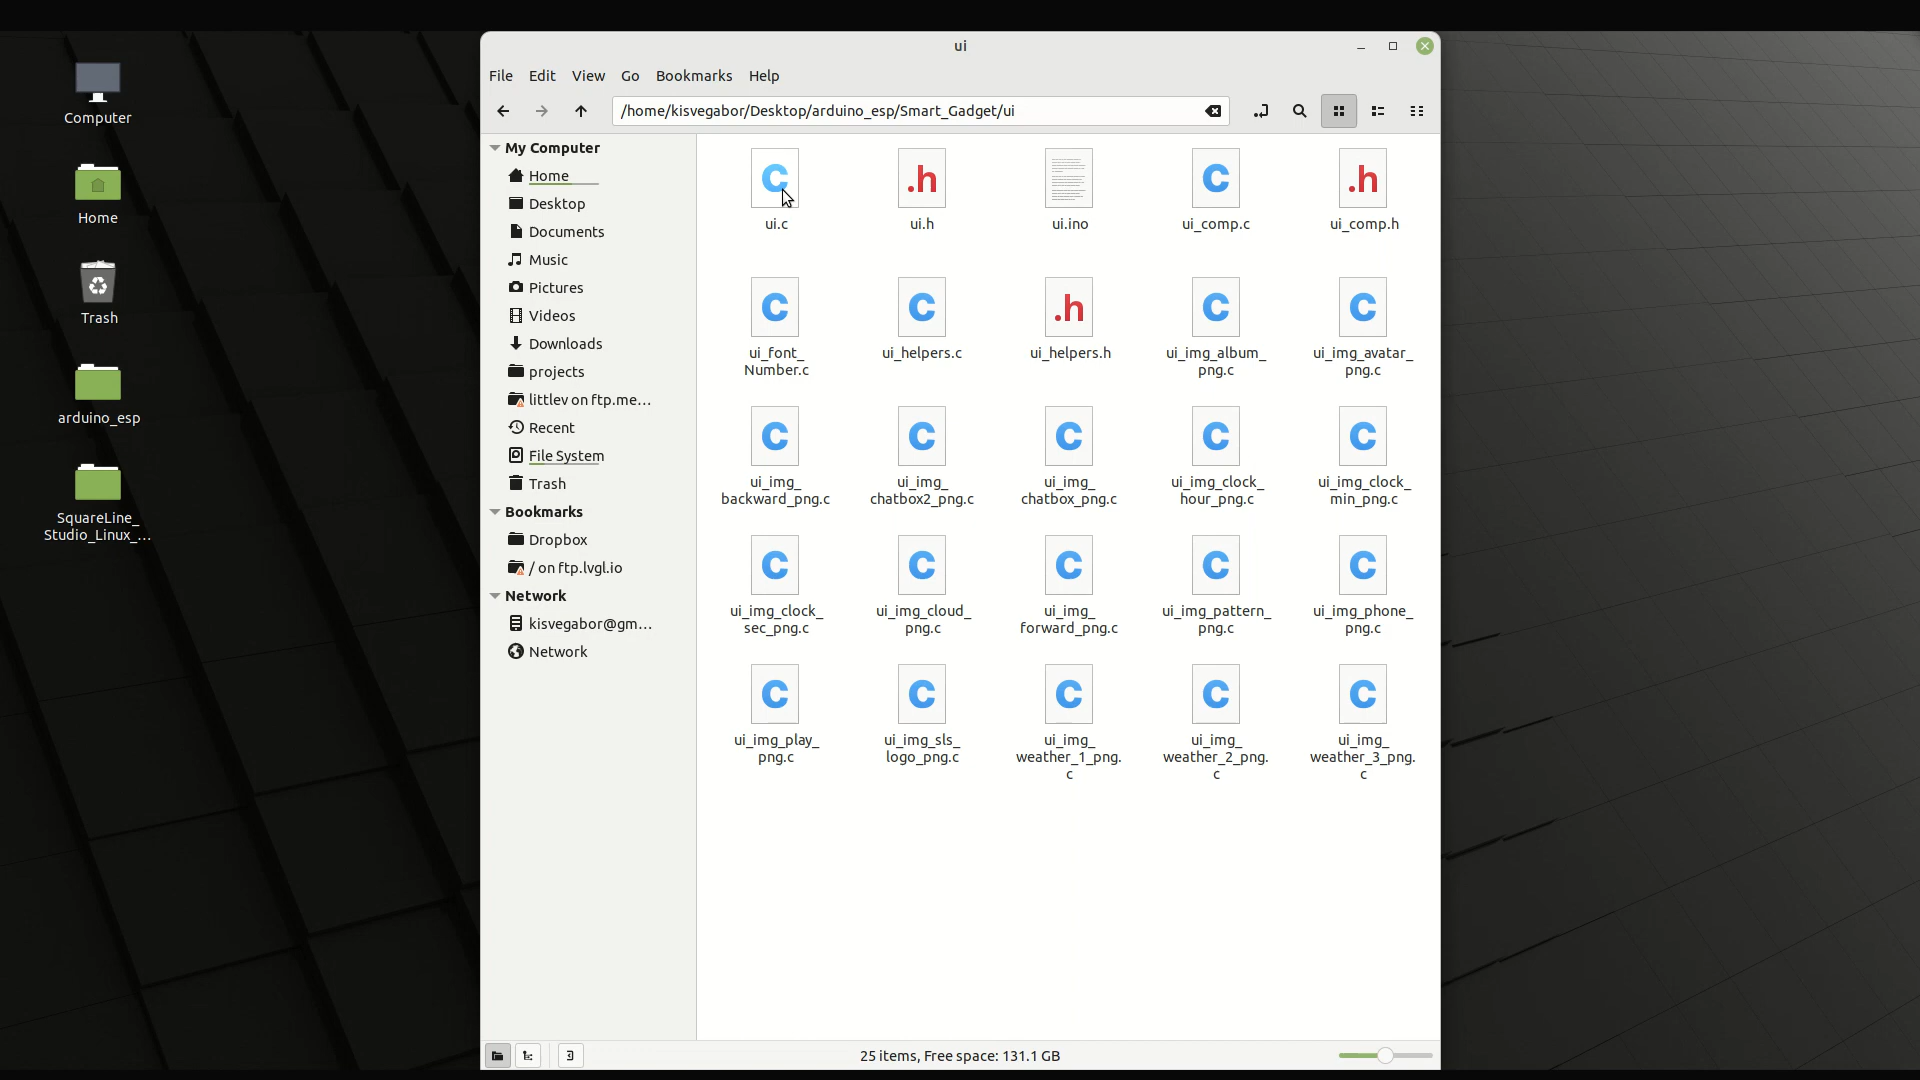 ui
File Edit View Go Bookmarks Help
/home/kisvegabor/Desktop/arduino_esp/Smart_Gadget/ui
Computer
Home
Trash
arduino_esp
SquareLine_
Studio_Linux_...
My Computer
Home
Desktop
Documents
Music
Pictures
Videos
Downloads
projects
littlev on ftp.me...
Recent
File System
Trash
Bookmarks
Dropbox
/ on ftp.lvgl.io
Network
kisvegabor@gm...
Network
C .h C .h
ui.c ui.h ui.ino ui_comp.c ui_comp.h
C C .h C C
ui_font_ ui_helpers.c ui_helpers.h ui_img_album_ ui_img_avatar_
Number.c png.c png.c
C C C C C
ui_img_ ui_img_ ui_img_ ui_img_clock_ ui_img_clock_
backward_png.c chatbox2_png.c chatbox_png.c hour_png.c min_png.c
C C C C C
ui_img_clock_ ui_img_cloud_ ui_img_ ui_img_pattern_ ui_img_phone_
sec_png.c png.c forward_png.c png.c png.c
C C C C C
ui_img_play_ ui_img_sls_ ui_img_ ui_img_ ui_img_
png.c logo_png.c weather_1_png. weather_2_png. weather_3_png.
c c c
25 items, Free space: 131.1 GB